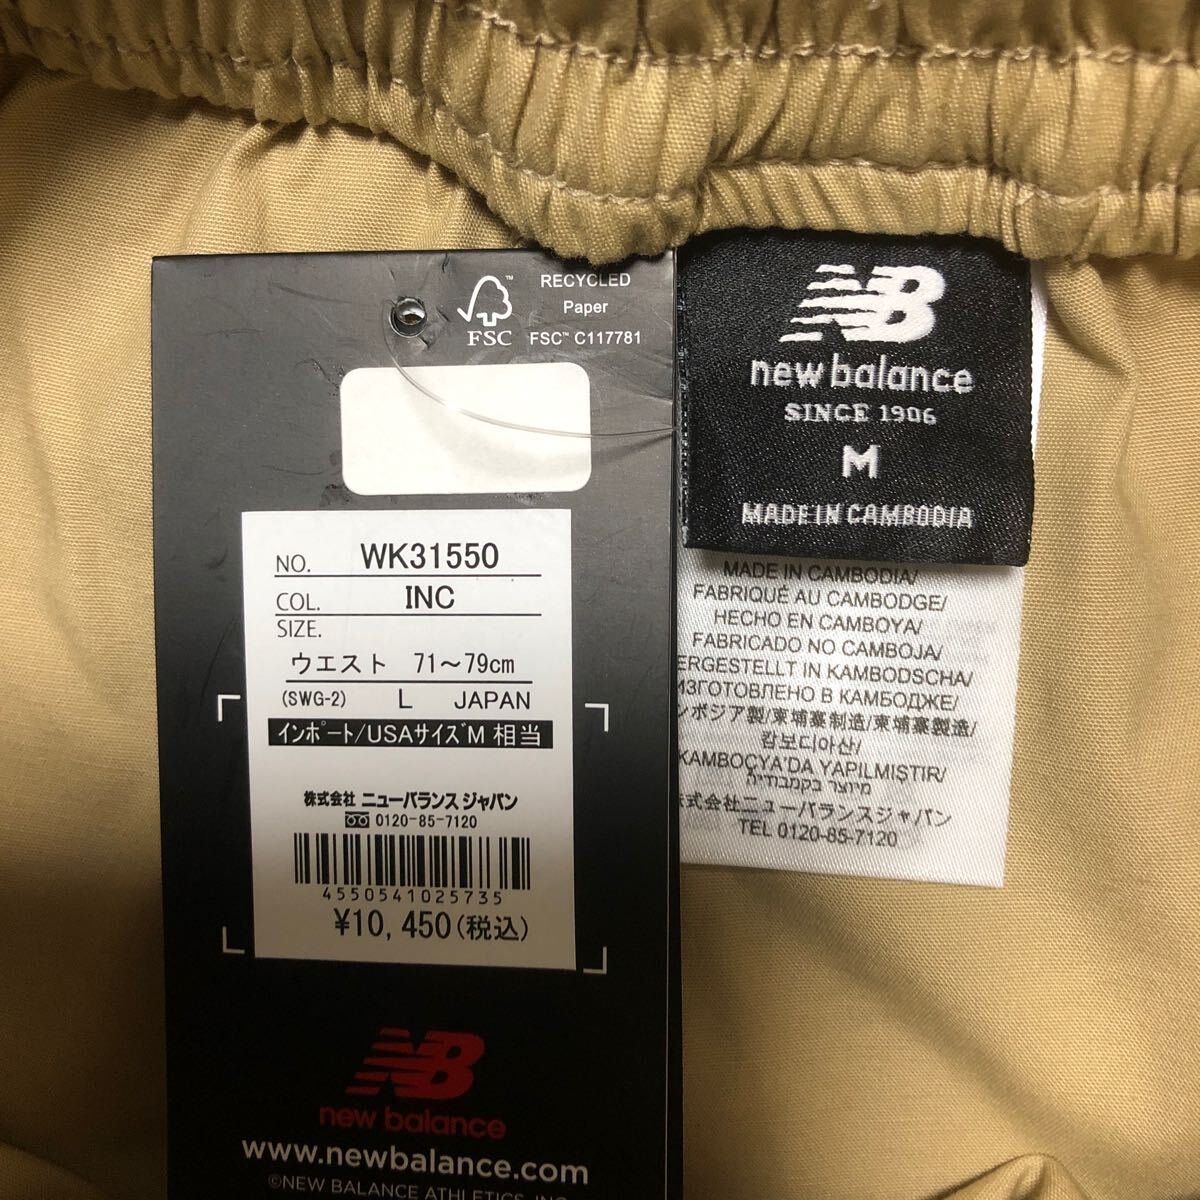 RECYCLED
Paper
FSC™ C117781
FSC
NO. WK31550
COL. INC
SIZE.
ウエスト 71～79cm
(SWG-2) L JAPAN
インポート/USAサイズM 相当
株式会社 ニューバランス ジャパン
0120-85-7120
4550541025735
¥10,450(税込)
NB
new balance
www.newbalance.com
©NEW BALANCE ATHLETICS, INC.
NB
new balance
SINCE 1906
M
MADE IN CAMBODIA
MADE IN CAMBODIA/
FABRIQUÉ AU CAMBODGE/
HECHO EN CAMBOYA/
FABRICADO NO CAMBOJA/
ERGESTELLT IN KAMBODSCHA/
ИЗГОТОВЛЕНО В КАМБОДЖЕ/
ンボジア製/柬埔寨制造/柬埔寨製造/
캄보디아산/
KAMBOÇYA'DA YAPILMIŞTIR/
מיוצר בקמבודיה
式会社ニューバランスジャパン
TEL 0120-85-7120